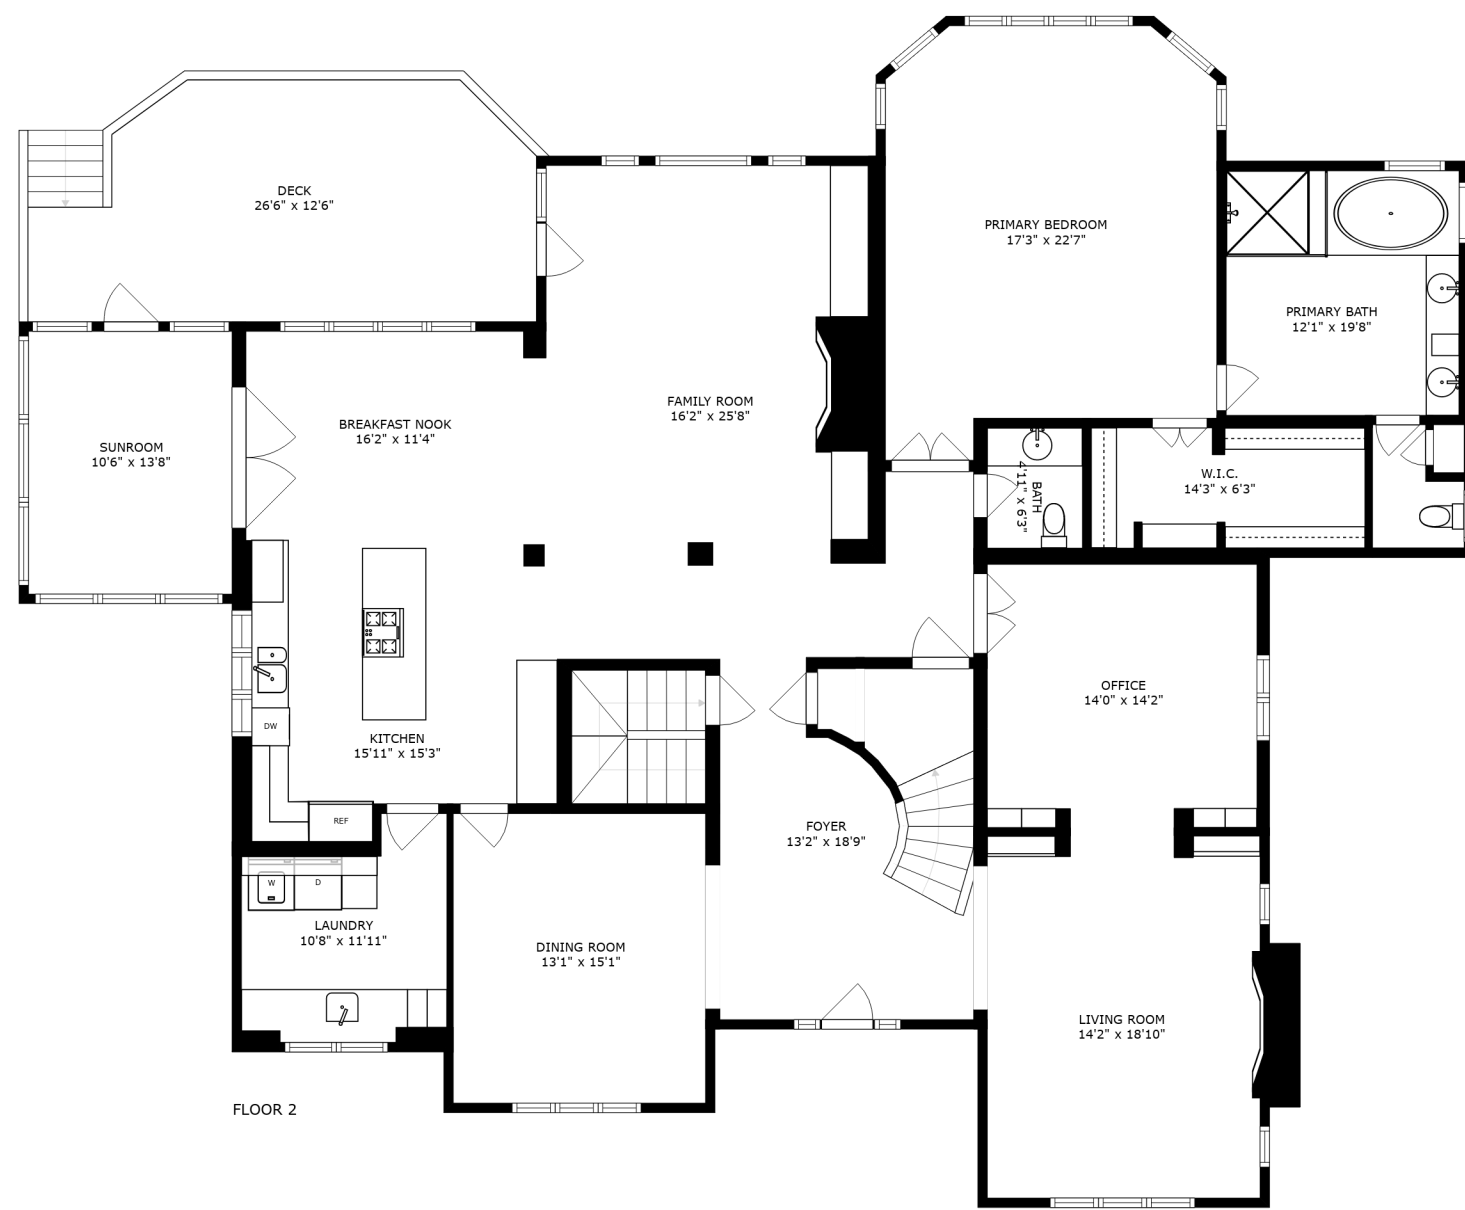 DECK
26'6" x 12'6"
PRIMARY BEDROOM
17'3" x 22'7"
PRIMARY BATH
12'1" x 19'8"
FAMILY ROOM
16'2" x 25'8"
BREAKFAST NOOK
16'2" x 11'4"
SUNROOM
10'6" x 13'8"
W.I.C.
14'3" x 6'3"
BATH
4'11" x 6'3"
OFFICE
14'0" x 14'2"
DW
KITCHEN
15'11" x 15'3"
REF
FOYER
13'2" x 18'9"
W
D
LAUNDRY
10'8" x 11'11"
DINING ROOM
13'1" x 15'1"
LIVING ROOM
14'2" x 18'10"
FLOOR 2